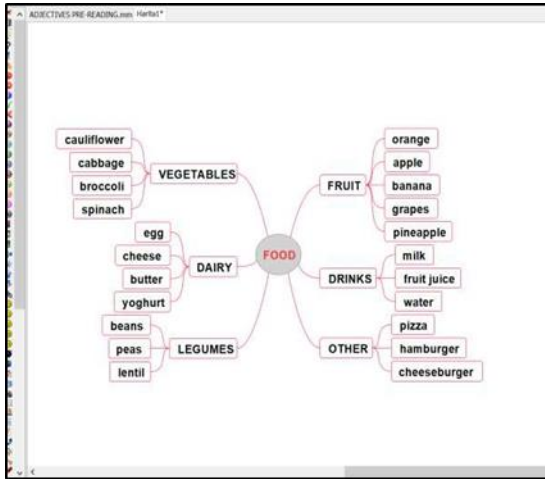 ADJECTIVES PRE-READING.mm Harita1*
cauliflower
cabbage
broccoli
spinach
VEGETABLES
egg
cheese
butter
yoghurt
DAIRY
beans
peas
lentil
LEGUMES
FOOD
FRUIT
orange
apple
banana
grapes
pineapple
DRINKS
milk
fruit juice
water
OTHER
pizza
hamburger
cheeseburger